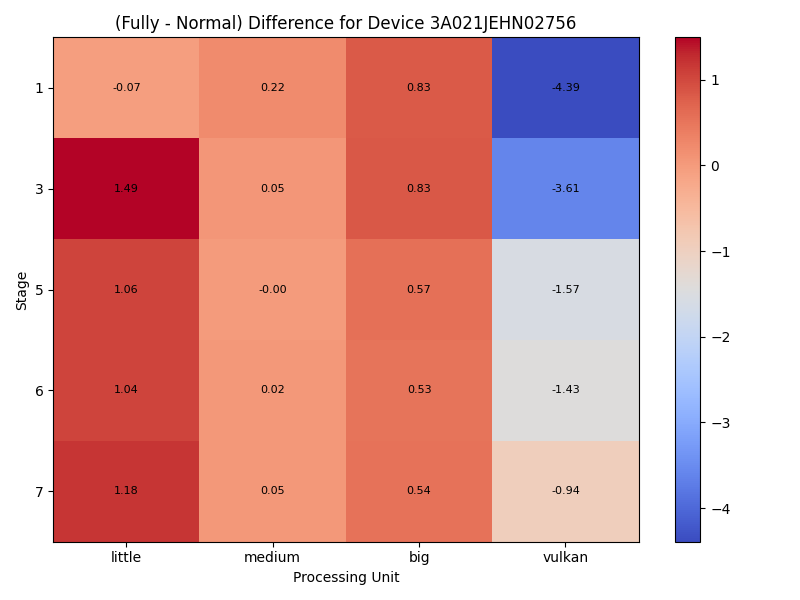 (Fully - Normal) Difference for Device 3A021JEHN02756
1 -0.07 0.22 0.83 -4.39
3 1.49 0.05 0.83 -3.61
5 1.06 -0.00 0.57 -1.57
6 1.04 0.02 0.53 -1.43
7 1.18 0.05 0.54 -0.94
Stage
little medium big vulkan
Processing Unit
1
0
−1
−2
−3
−4